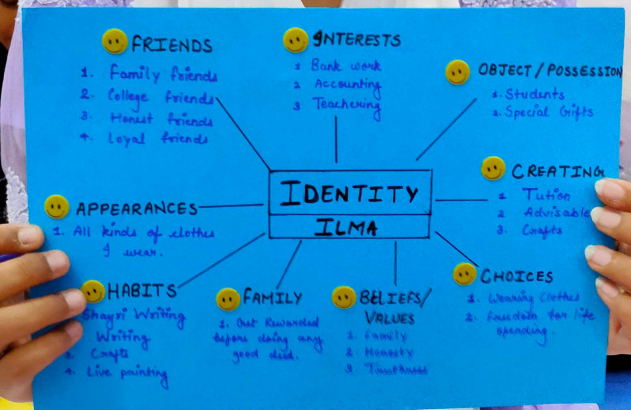 FRIENDS
1. Family friends
2. College friends
3. Honest friends
4. Loyal friends
INTERESTS
1 Bank work
2 Accounting
3 Teachering
OBJECT/POSSESSION
1. Students
2. Special Gifts
CREATING
1 Tution
2 Advisable
3. Crafts
IDENTITY
ILMA
APPEARANCES
1. All kinds of clothes
I wear.
HABITS
Shayri Writing
Writing
3. Crafts
4. Live painting
FAMILY
1. Get Rewarded
before doing any
good deed.
BELIEFS/
VALUES
1. Family
2. Honesty
3
CHOICES
1. Wearing Clothes
2. Freedom for life
spending.